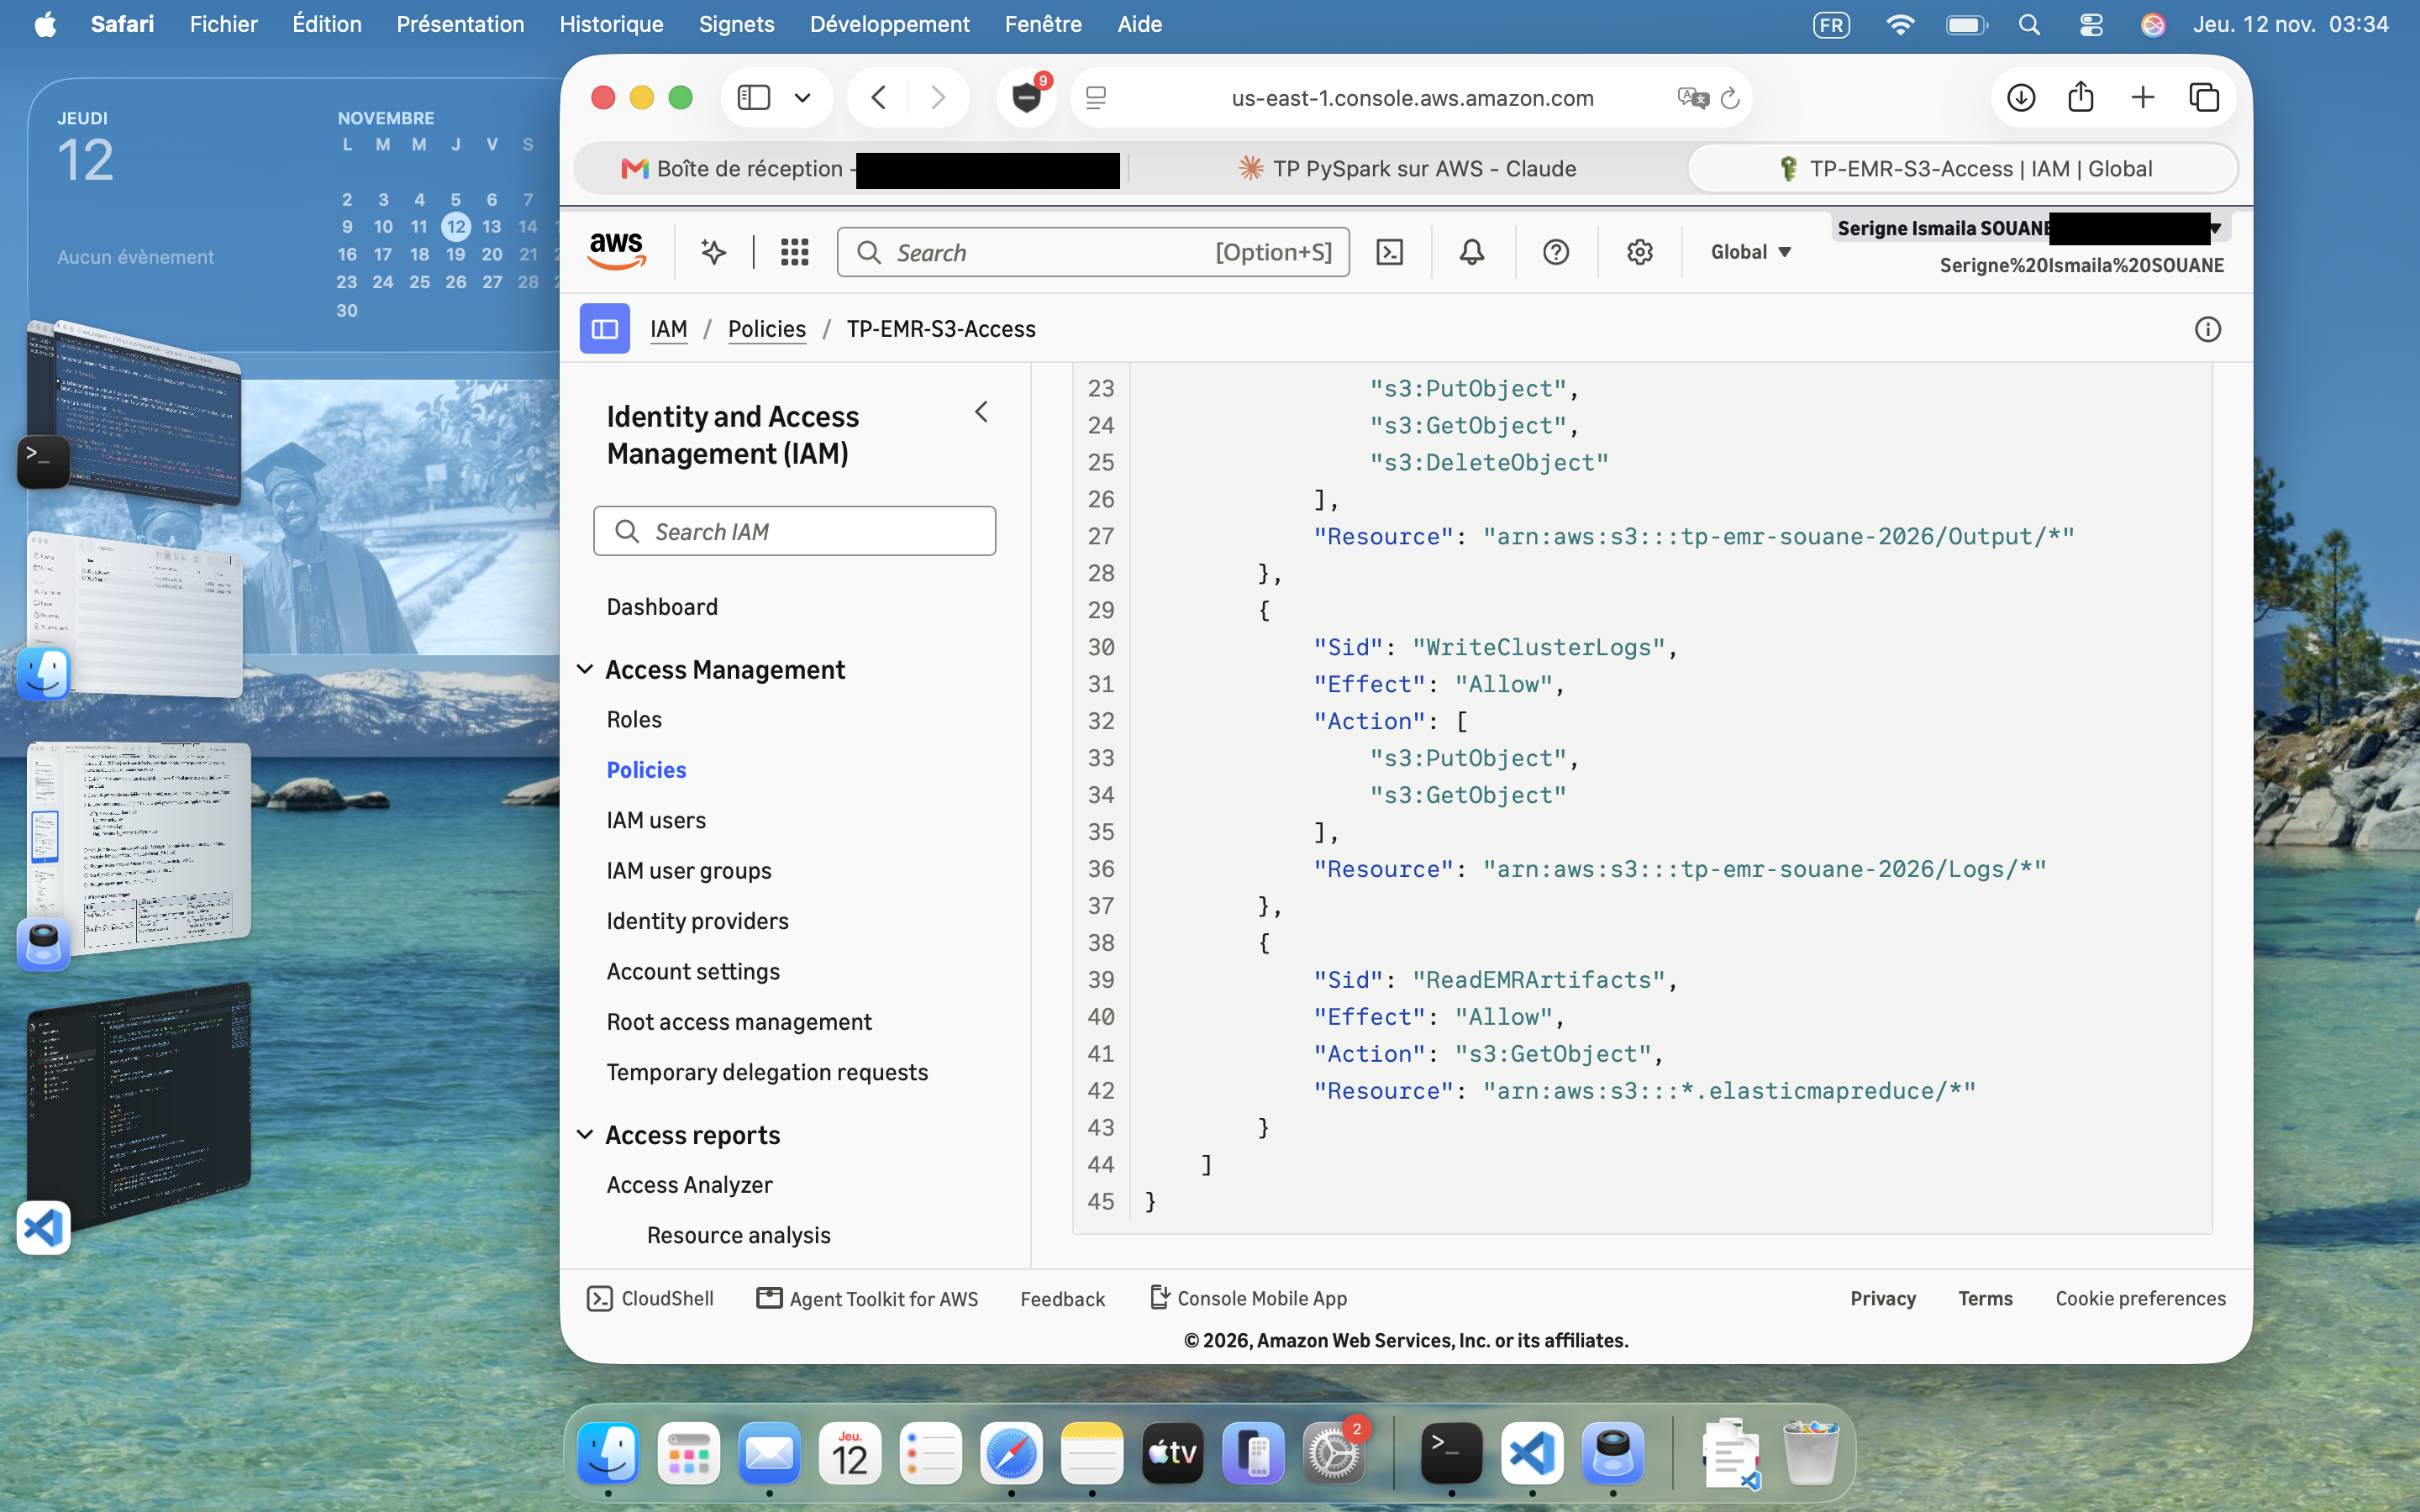 Safari Fichier Édition Présentation Historique Signets Développement Fenêtre Aide
FR Jeu. 12 nov. 03:34
JEUDI
12
Aucun évènement
NOVEMBRE
L M M J V S
2 3 4 5 6 7
9 10 11 12 13 14
16 17 18 19 20 21
23 24 25 26 27 28
30
9
us-east-1.console.aws.amazon.com
Boîte de réception -
TP PySpark sur AWS - Claude
TP-EMR-S3-Access | IAM | Global
aws
Search [Option+S]
Global
Serigne Ismaila SOUANE
Serigne%20Ismaila%20SOUANE
IAM / Policies / TP-EMR-S3-Access
Identity and Access
Management (IAM)
Search IAM
Dashboard
Access Management
Roles
Policies
IAM users
IAM user groups
Identity providers
Account settings
Root access management
Temporary delegation requests
Access reports
Access Analyzer
Resource analysis
23 "s3:PutObject",
24 "s3:GetObject",
25 "s3:DeleteObject"
26 ],
27 "Resource": "arn:aws:s3:::tp-emr-souane-2026/Output/*"
28 },
29 {
30 "Sid": "WriteClusterLogs",
31 "Effect": "Allow",
32 "Action": [
33 "s3:PutObject",
34 "s3:GetObject"
35 ],
36 "Resource": "arn:aws:s3:::tp-emr-souane-2026/Logs/*"
37 },
38 {
39 "Sid": "ReadEMRArtifacts",
40 "Effect": "Allow",
41 "Action": "s3:GetObject",
42 "Resource": "arn:aws:s3:::*.elasticmapreduce/*"
43 }
44 ]
45 }
CloudShell Agent Toolkit for AWS Feedback Console Mobile App
Privacy Terms Cookie preferences
© 2026, Amazon Web Services, Inc. or its affiliates.
Jeu.
12
tv
2